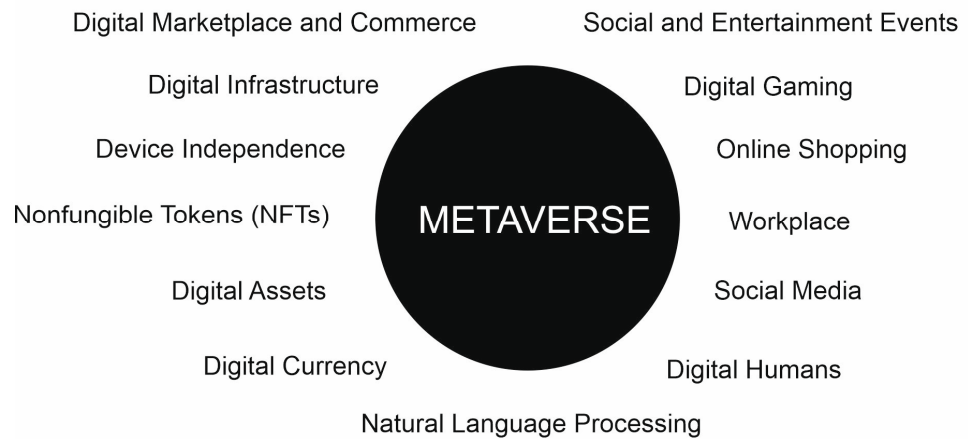 Digital Marketplace and Commerce
Social and Entertainment Events
Digital Infrastructure
Digital Gaming
Device Independence
Online Shopping
Nonfungible Tokens (NFTs)
METAVERSE
Workplace
Digital Assets
Social Media
Digital Currency
Digital Humans
Natural Language Processing